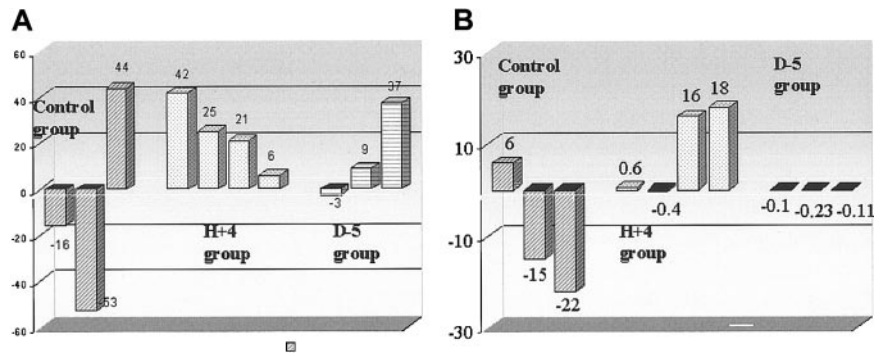 A
60
40
20
0
-20
-40
-60
Control
group
-16
-53
44
42
25
21
6
H+4
group
-3
9
37
D-5
group
B
30
10
-10
-30
Control
group
6
-15
-22
0.6
-0.4
16
18
H+4
group
D-5
group
-0.1 -0.23 -0.11